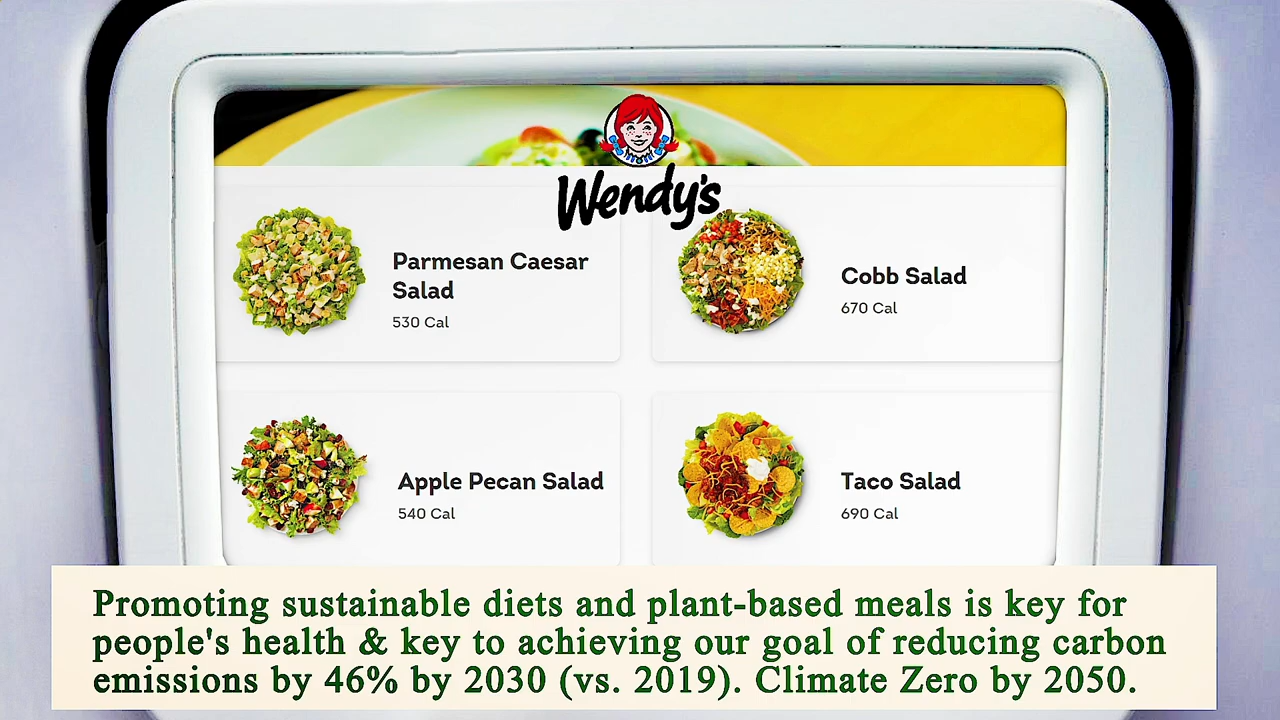 Wendy's
Parmesan Caesar
Salad
530 Cal
Cobb Salad
670 Cal
Apple Pecan Salad
540 Cal
Taco Salad
690 Cal
Promoting sustainable diets and plant-based meals is key for
people's health & key to achieving our goal of reducing carbon
emissions by 46% by 2030 (vs. 2019). Climate Zero by 2050.